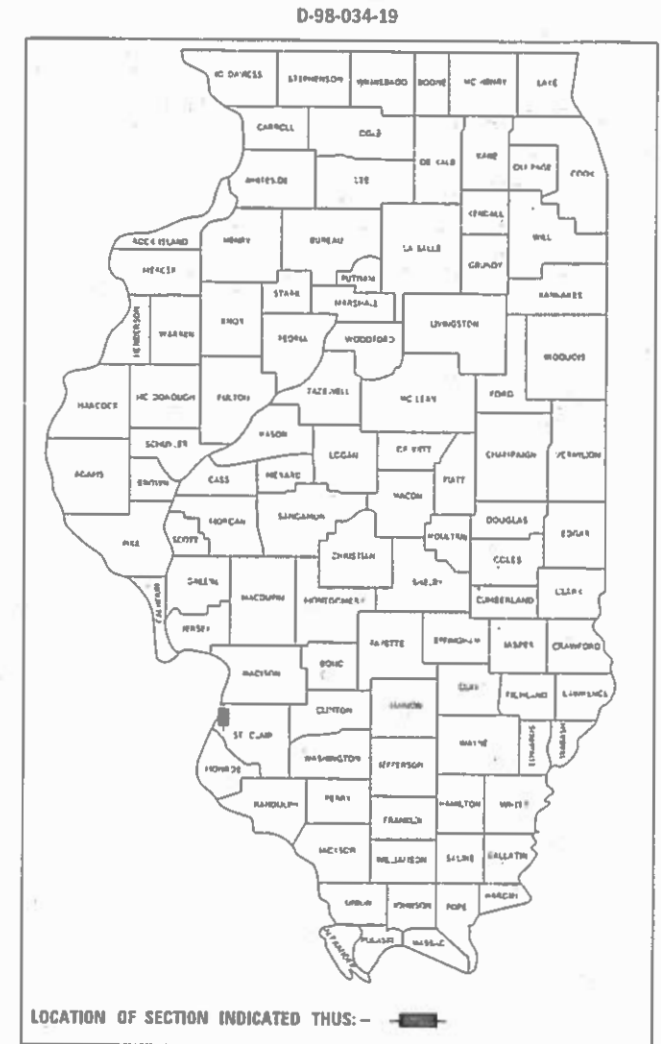 D-98-034-19
JO DAVIESS STEPHENSON WINNEBAGO BOONE MC HENRY LAKE
CARROLL OGLE
DE KALB KANE DU PAGE COOK
WHITESIDE LEE
KENDALL WILL
ROCK ISLAND HENRY BUREAU LA SALLE GRUNDY
MERCER PUTNAM KANKAKEE
HENDERSON WARREN KNOX STARK MARSHALL LIVINGSTON
PEORIA WOODFORD IROQUOIS
HANCOCK MC DONOUGH FULTON TAZEWELL MC LEAN FORD
SCHUYLER MASON LOGAN DE WITT CHAMPAIGN VERMILION
ADAMS BROWN CASS MENARD PIATT
MACON
PIKE SCOTT MORGAN SANGAMON MOULTRIE DOUGLAS EDGAR
CHRISTIAN COLES
CALHOUN GREENE MACOUPIN MONTGOMERY SHELBY CUMBERLAND CLARK
JERSEY FAYETTE EFFINGHAM JASPER CRAWFORD
MADISON BOND
CLAY RICHLAND LAWRENCE
ST. CLAIR CLINTON MARION
WAYNE EDWARDS WABASH
MONROE WASHINGTON JEFFERSON
RANDOLPH PERRY HAMILTON WHITE
FRANKLIN
JACKSON WILLIAMSON SALINE GALLATIN
UNION JOHNSON POPE HARDIN
ALEXANDER PULASKI MASSAC
LOCATION OF SECTION INDICATED THUS: -